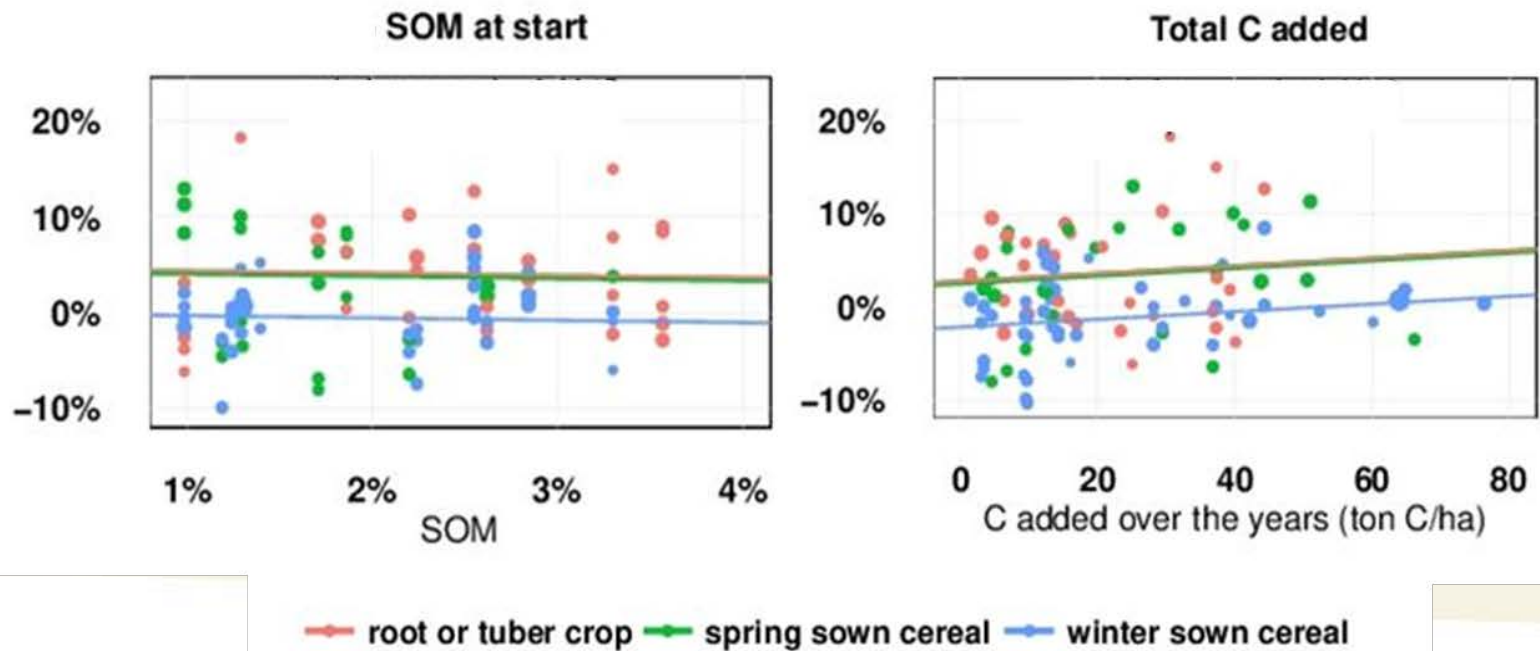 SOM at start
20%
10%
0%
−10%
1% 2% 3% 4%
SOM
Total C added
20%
10%
0%
−10%
0 20 40 60 80
C added over the years (ton C/ha)
root or tuber crop spring sown cereal winter sown cereal